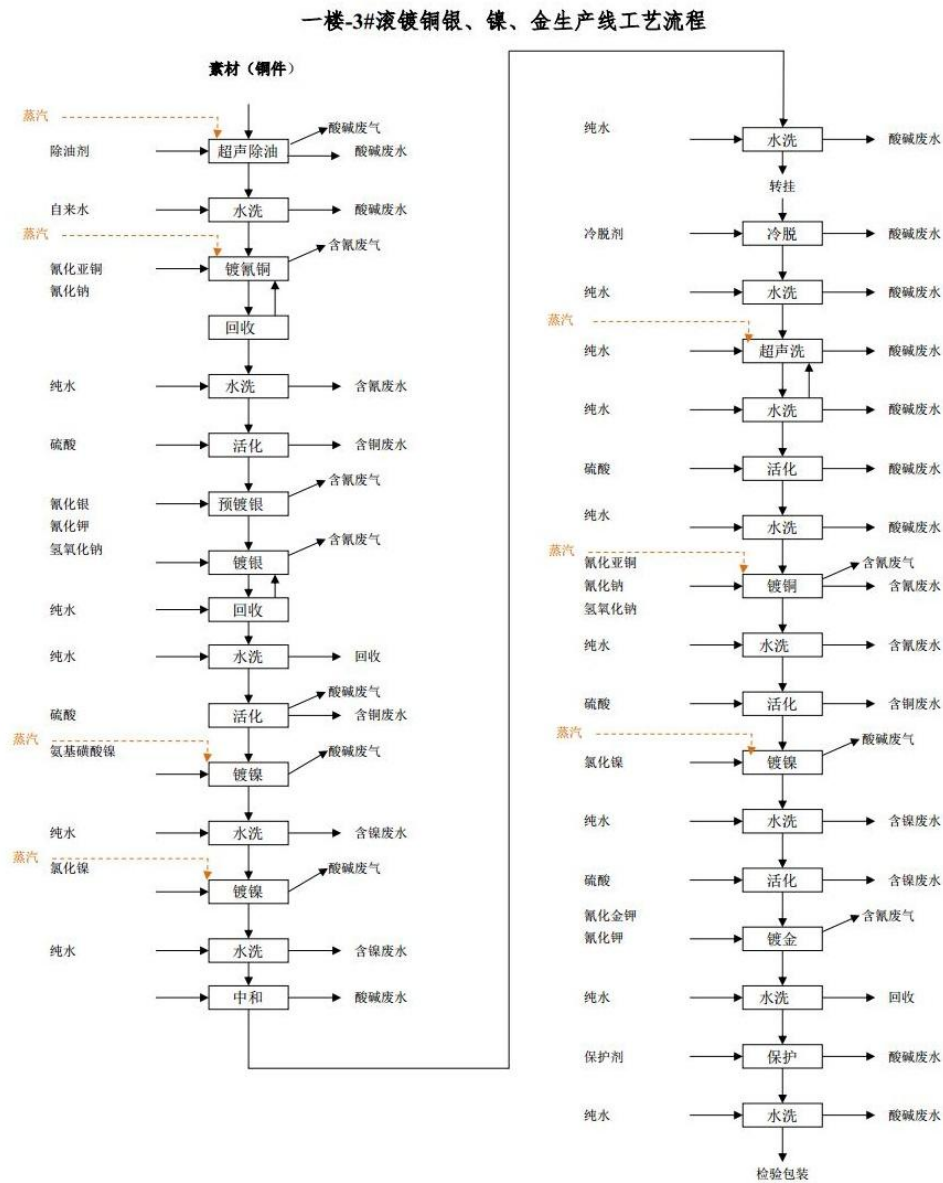 一楼-3#滚镀铜银、镍、金生产线工艺流程
素材（铜件）
蒸汽
酸碱废气
除油剂 超声除油 酸碱废水
自来水 水洗 酸碱废水
蒸汽
含氰废气
氰化亚铜 镀氰铜
氰化钠
回收
纯水 水洗 含氰废水
硫酸 活化 含铜废水
含氰废气
氰化银 预镀银
氰化钾
含氰废气
氢氧化钠
镀银
纯水 回收
纯水 水洗 回收
酸碱废气
硫酸 活化 含铜废水
蒸汽
氨基磺酸镍 酸碱废气
镀镍
纯水 水洗 含镍废水
蒸汽
氯化镍 酸碱废气
镀镍
纯水 水洗 含镍废水
中和 酸碱废水
纯水
水洗 酸碱废水
转挂
冷脱剂 冷脱 酸碱废水
纯水 水洗 酸碱废水
蒸汽
纯水 超声洗 酸碱废水
纯水 水洗 酸碱废水
硫酸 活化 酸碱废水
纯水
水洗 酸碱废水
蒸汽
氰化亚铜 含氰废气
氰化钠 镀铜 含氰废水
氢氧化钠
纯水 水洗 含氰废水
硫酸 活化 含铜废水
蒸汽
酸碱废气
氯化镍 镀镍
纯水 水洗 含镍废水
硫酸 活化 含镍废水
氰化金钾 含氰废气
氰化钾 镀金
纯水 水洗 回收
保护剂 保护 酸碱废水
纯水 水洗 酸碱废水
检验包装